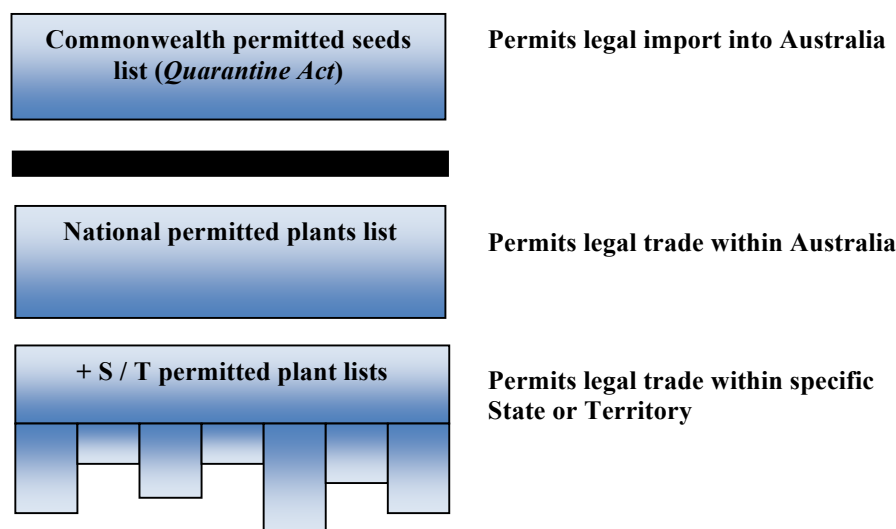 Commonwealth permitted seeds
list (Quarantine Act)
Permits legal import into Australia
National permitted plants list
Permits legal trade within Australia
+ S / T permitted plant lists
Permits legal trade within specific
State or Territory